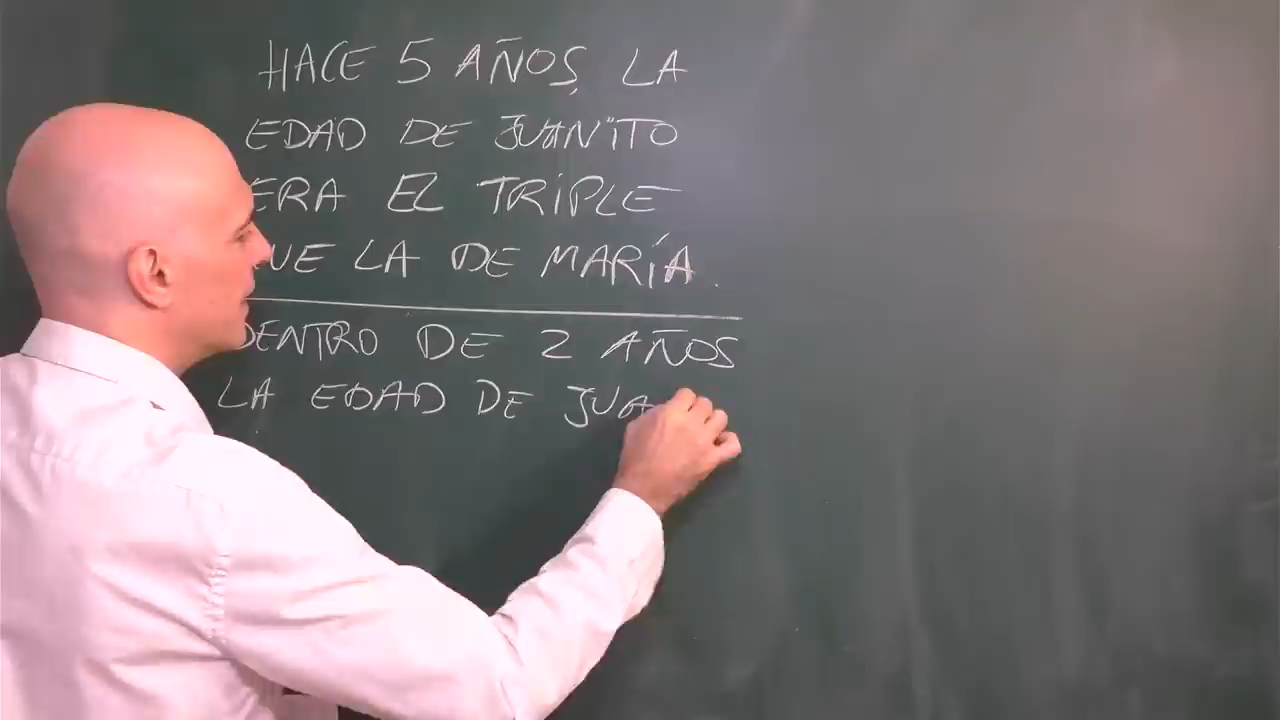 HACE 5 AÑOS, LA
EDAD DE JUANITO
ERA EL TRIPLE
QUE LA DE MARÍA.
DENTRO DE 2 AÑOS
LA EDAD DE JUA